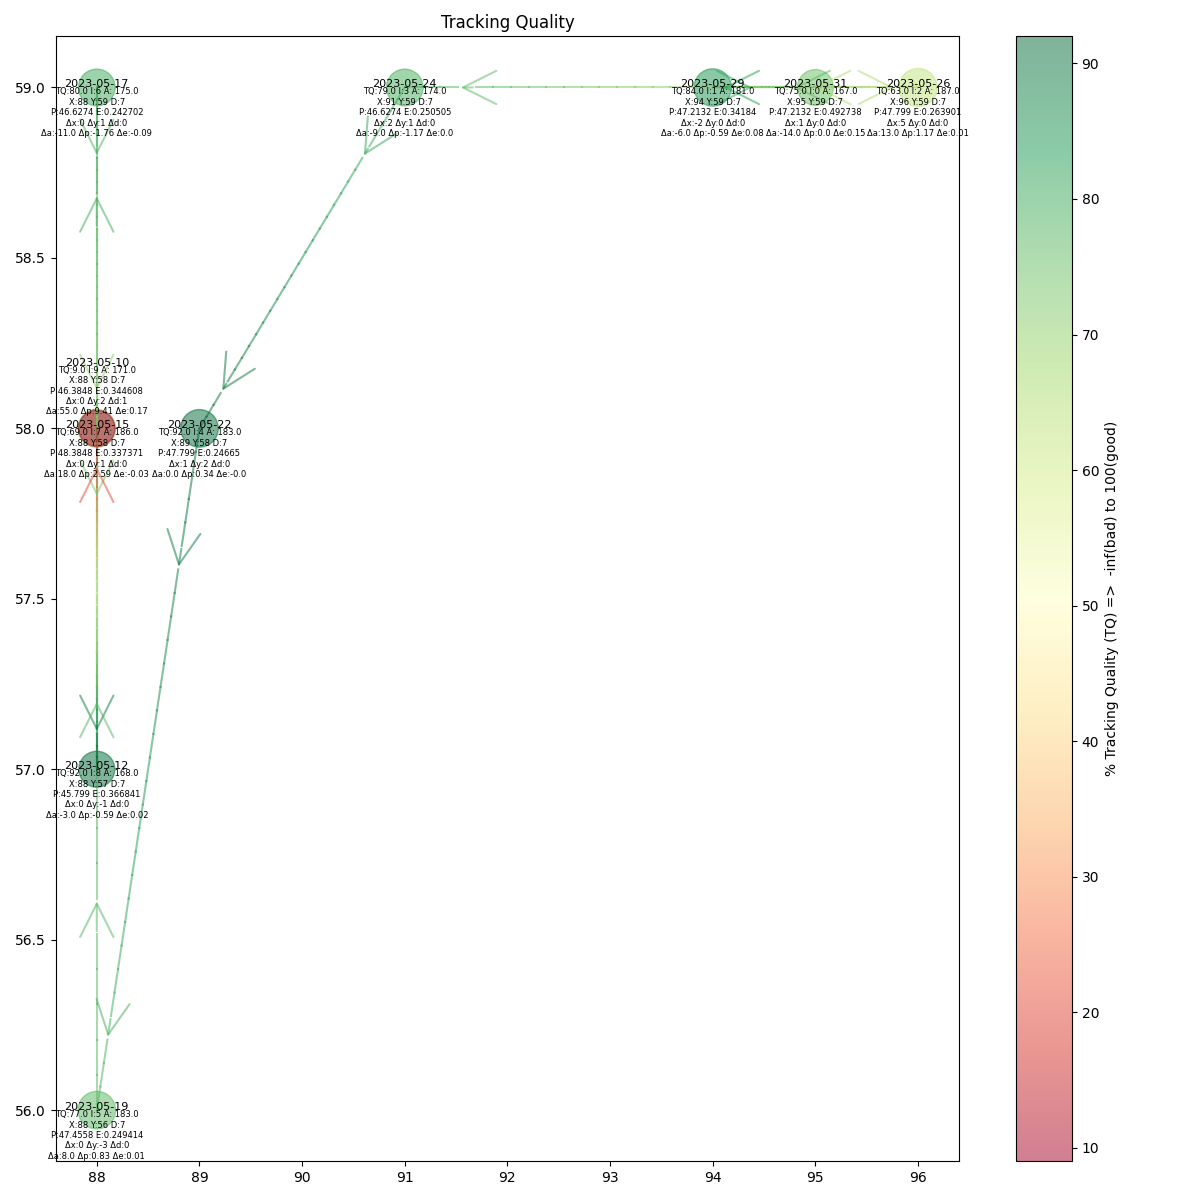 Tracking Quality
2023-05-17
TQ:80.0 I:6 A: 175.0
X:88 Y:59 D:7
P:46.6274 E:0.242702
Δx:0 Δy:1 Δd:0
Δa:-11.0 Δp:-1.76 Δe:-0.09
2023-05-24
TQ:79.0 I:3 A: 174.0
X:91 Y:59 D:7
P:46.6274 E:0.250505
Δx:2 Δy:1 Δd:0
Δa:-9.0 Δp:-1.17 Δe:0.0
2023-05-29
TQ:84.0 I:1 A: 181.0
X:94 Y:59 D:7
P:47.2132 E:0.34184
Δx:-2 Δy:0 Δd:0
Δa:-6.0 Δp:-0.59 Δe:0.08
2023-05-31
TQ:75.0 I:0 A: 167.0
X:95 Y:59 D:7
P:47.2132 E:0.492738
Δx:1 Δy:0 Δd:0
Δa:-14.0 Δp:0.0 Δe:0.15
2023-05-26
TQ:63.0 I:2 A: 187.0
X:96 Y:59 D:7
P:47.799 E:0.263901
Δx:5 Δy:0 Δd:0
Δa:13.0 Δp:1.17 Δe:0.01
2023-05-10
TQ:9.0 I:9 A: 171.0
X:88 Y:58 D:7
P:46.3848 E:0.344608
Δx:0 Δy:2 Δd:1
Δa:55.0 Δp:9.41 Δe:0.17
2023-05-15
TQ:69.0 I:7 A: 186.0
X:88 Y:58 D:7
P:48.3848 E:0.337371
Δx:0 Δy:1 Δd:0
Δa:18.0 Δp:2.59 Δe:-0.03
2023-05-22
TQ:92.0 I:4 A: 183.0
X:89 Y:58 D:7
P:47.799 E:0.24665
Δx:1 Δy:2 Δd:0
Δa:0.0 Δp:0.34 Δe:-0.0
2023-05-12
TQ:92.0 I:8 A: 168.0
X:88 Y:57 D:7
P:45.799 E:0.366841
Δx:0 Δy:-1 Δd:0
Δa:-3.0 Δp:-0.59 Δe:0.02
2023-05-19
TQ:77.0 I:5 A: 183.0
X:88 Y:56 D:7
P:47.4558 E:0.249414
Δx:0 Δy:-3 Δd:0
Δa:8.0 Δp:0.83 Δe:0.01
59.0
58.5
58.0
57.5
57.0
56.5
56.0
88
89
90
91
92
93
94
95
96
90
80
70
60
50
40
30
20
10
% Tracking Quality (TQ) => -inf(bad) to 100(good)